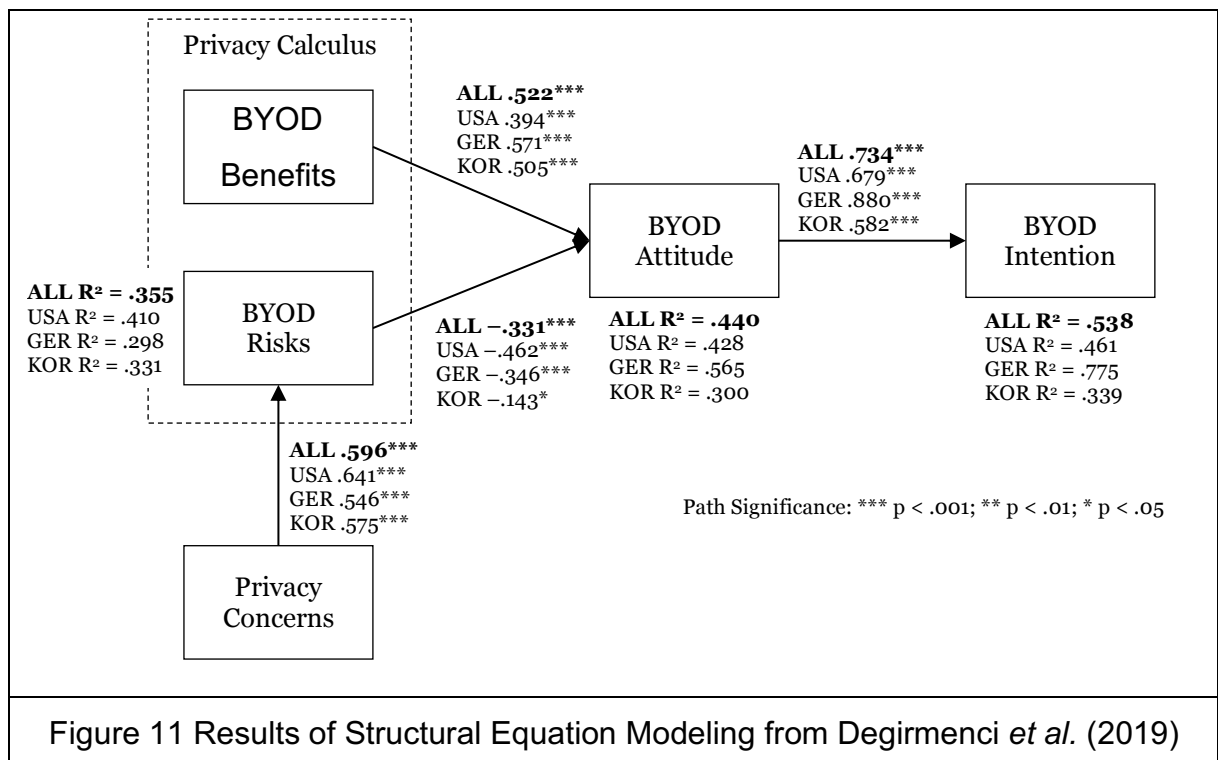 Privacy Calculus
BYOD
Benefits
ALL .522***
USA .394***
GER .571***
KOR .505***
ALL .734***
USA .679***
GER .880***
KOR .582***
BYOD
Attitude
BYOD
Intention
ALL R² = .355
USA R² = .410
GER R² = .298
KOR R² = .331
BYOD
Risks
ALL –.331***
USA –.462***
GER –.346***
KOR –.143*
ALL R² = .440
USA R² = .428
GER R² = .565
KOR R² = .300
ALL R² = .538
USA R² = .461
GER R² = .775
KOR R² = .339
ALL .596***
USA .641***
GER .546***
KOR .575***
Path Significance: *** p < .001; ** p < .01; * p < .05
Privacy
Concerns
Figure 11 Results of Structural Equation Modeling from Degirmenci et al. (2019)